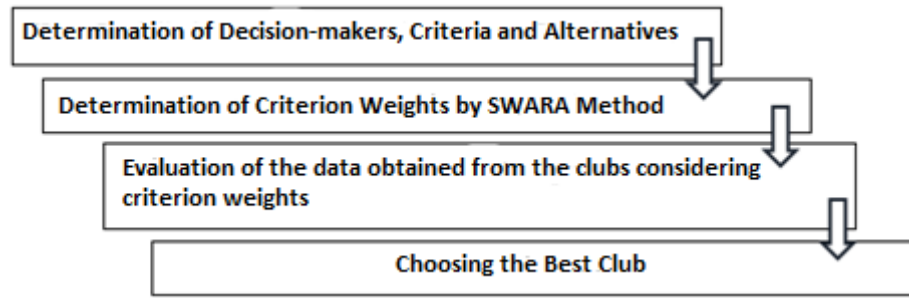 Determination of Decision-makers, Criteria and Alternatives
Determination of Criterion Weights by SWARA Method
Evaluation of the data obtained from the clubs considering
criterion weights
Choosing the Best Club